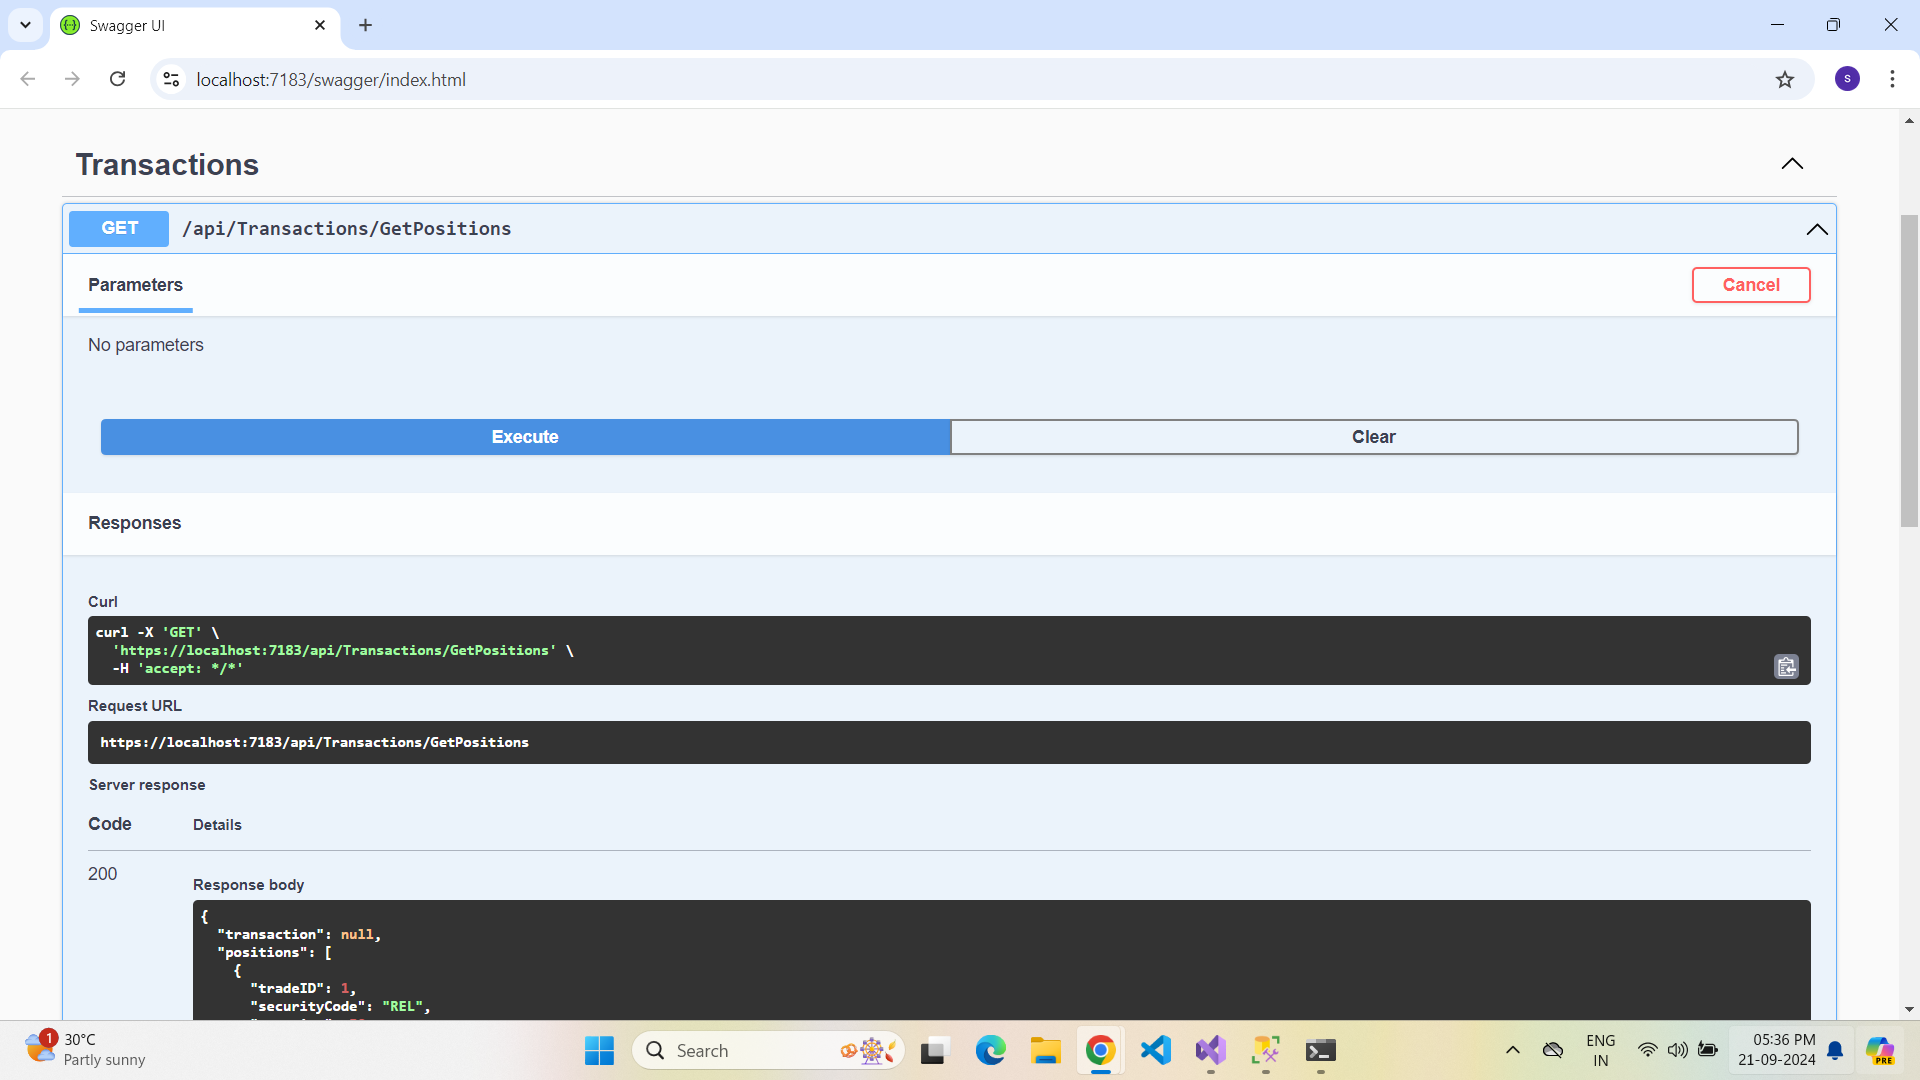 Swagger UI
localhost:7183/swagger/index.html
S
Transactions
GET /api/Transactions/GetPositions
Parameters
Cancel
No parameters
Execute
Clear
Responses
Curl
curl -X 'GET' \
'https://localhost:7183/api/Transactions/GetPositions' \
-H 'accept: */*'
Request URL
https://localhost:7183/api/Transactions/GetPositions
Server response
Code Details
200
Response body
{
"transaction": null,
"positions": [
{
"tradeID": 1,
"securityCode": "REL",
1
30°C
Partly sunny
Search
ENG
IN
05:36 PM
21-09-2024
PRE